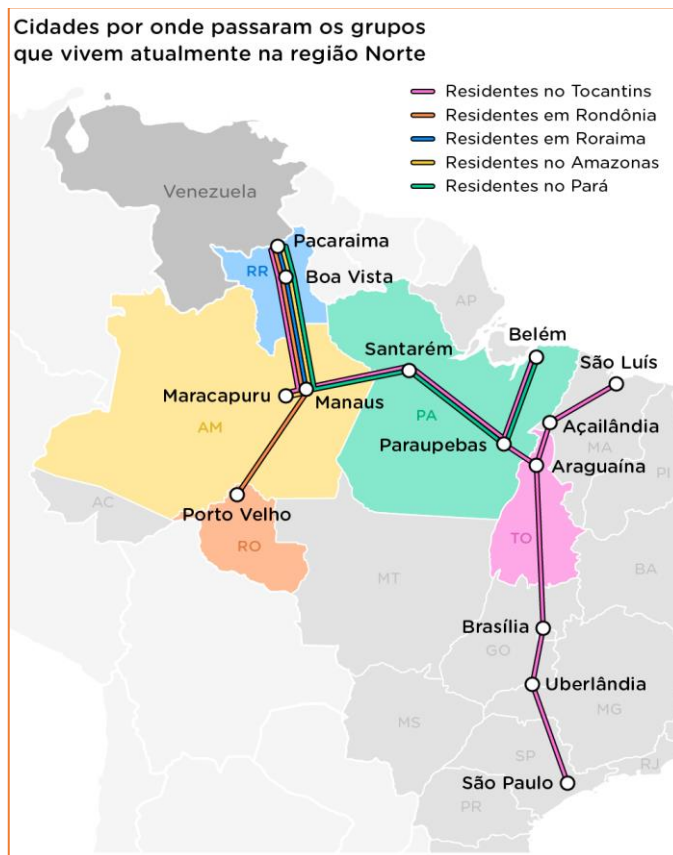 Cidades por onde passaram os grupos
que vivem atualmente na região Norte
Residentes no Tocantins
Residentes em Rondônia
Residentes em Roraima
Residentes no Amazonas
Residentes no Pará
Venezuela
Pacaraima
RR
Boa Vista
AP
Belém
Santarém
São Luís
Maracapuru
Manaus
PA
Açailândia
AM
Paraupebas
MA
Araguaína
PI
AC
Porto Velho
TO
RO
MT
BA
Brasília
GO
Uberlândia
MG
MS
SP
RJ
São Paulo
PR